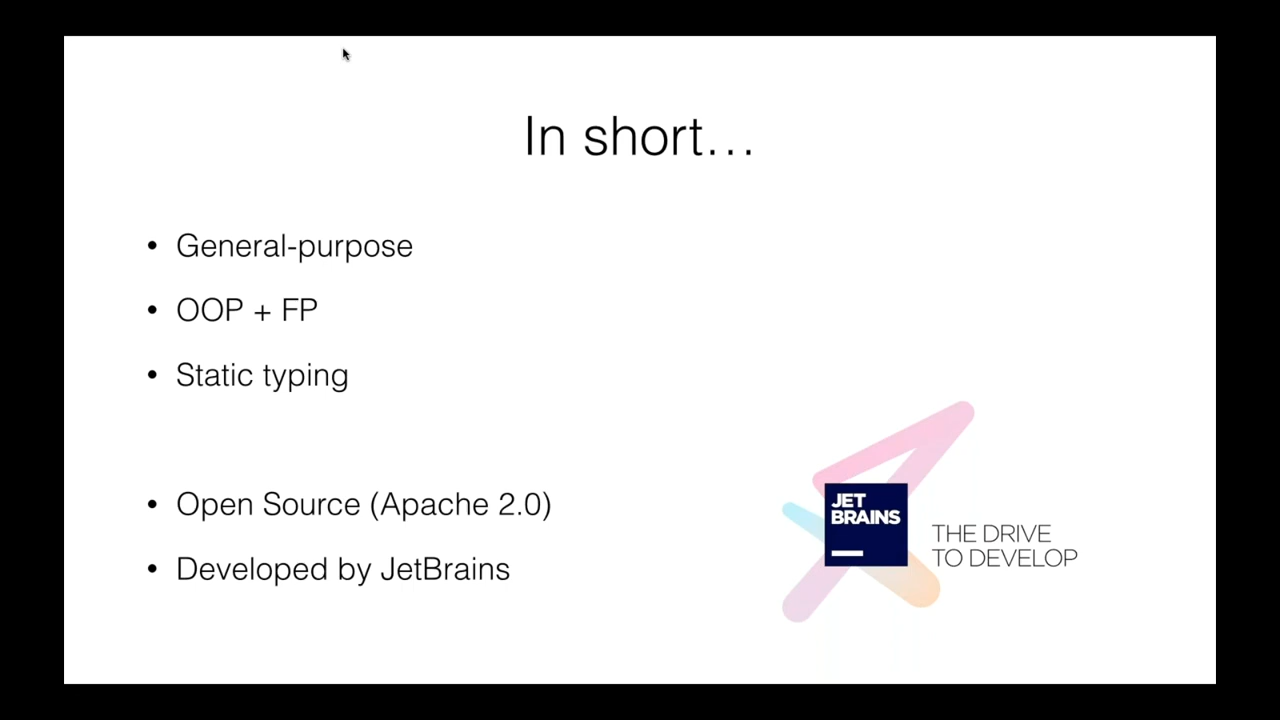 In short…
• General-purpose
• OOP + FP
• Static typing
• Open Source (Apache 2.0)
• Developed by JetBrains
JET
BRAINS
THE DRIVE
TO DEVELOP